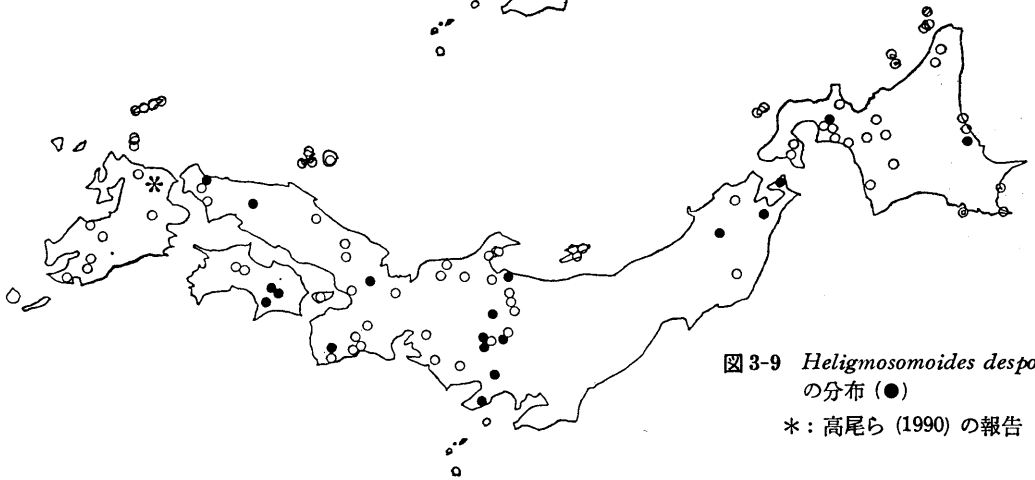 図3-9 Heligmosomoides despo
の分布 (●)
＊: 高尾ら (1990) の報告